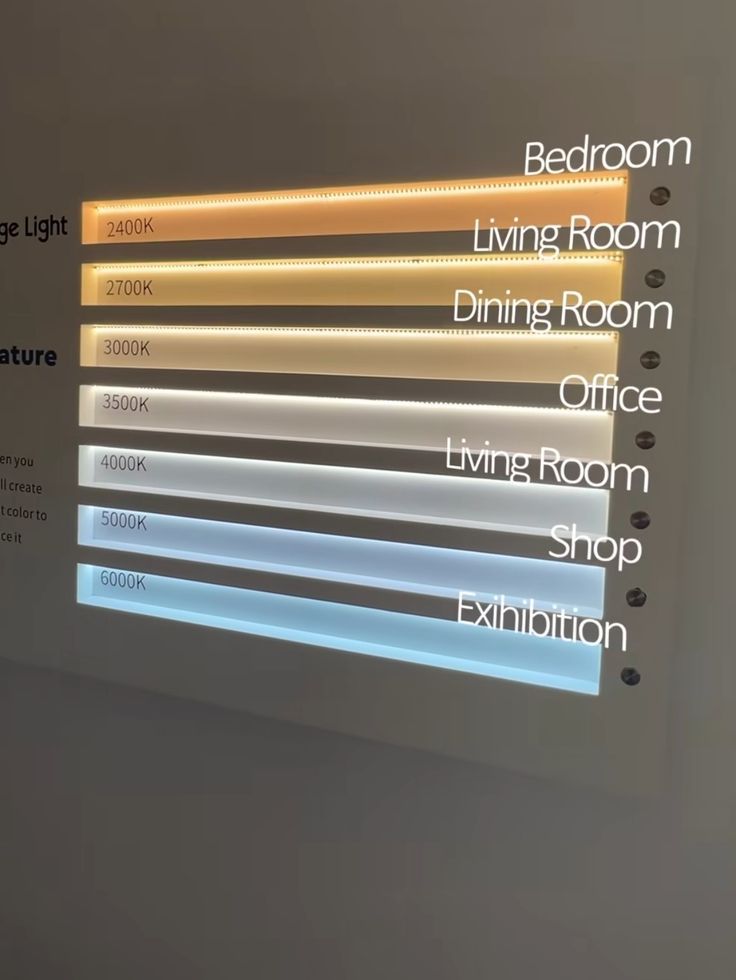 Bedroom
ge Light
2400K
Living Room
2700K
Dining Room
ature
3000K
Office
3500K
Living Room
en you
4000K
ll create
t color to
5000K
Shop
ce it
6000K
Exihibition